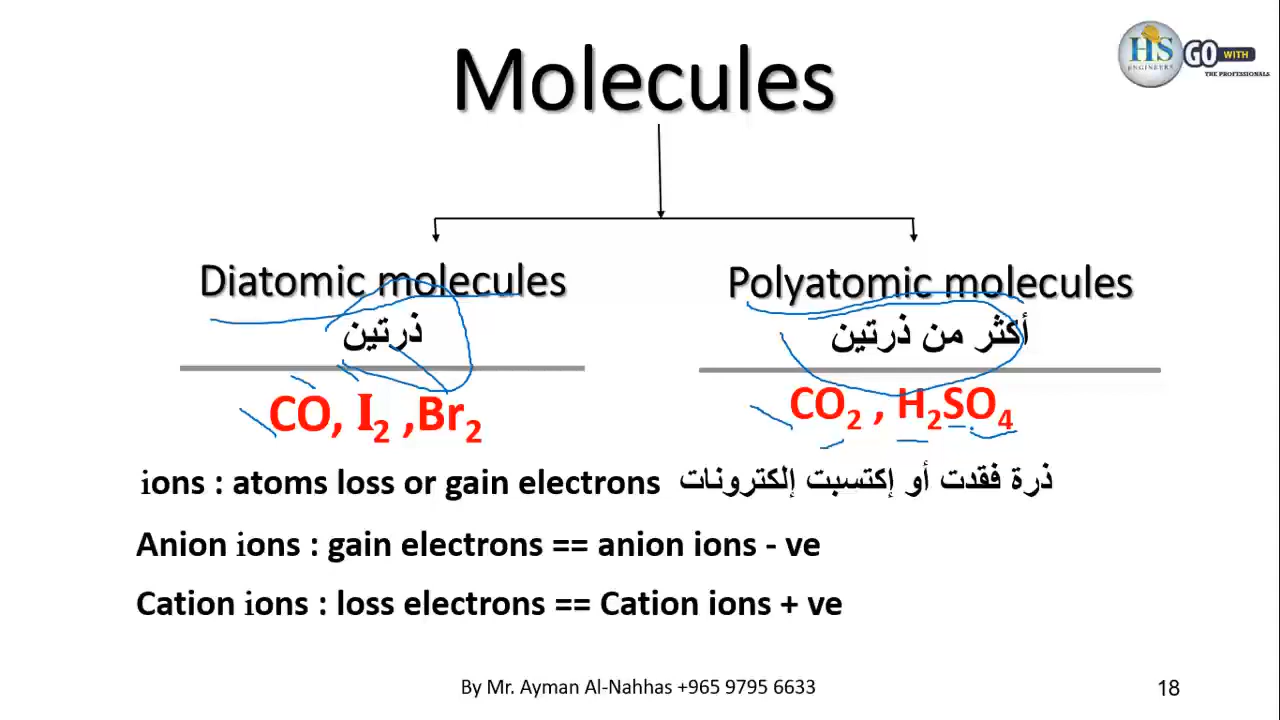 HS
ENGINEERS
GO WITH
THE PROFESSIONALS
Molecules
Diatomic molecules
ذرتين
CO, I₂ ,Br₂
Polyatomic molecules
أكثر من ذرتين
CO₂ , H₂SO₄
ions : atoms loss or gain electrons ذرة فقدت أو إكتسبت إلكترونات
Anion ions : gain electrons == anion ions - ve
Cation ions : loss electrons == Cation ions + ve
By Mr. Ayman Al-Nahhas +965 9795 6633
18